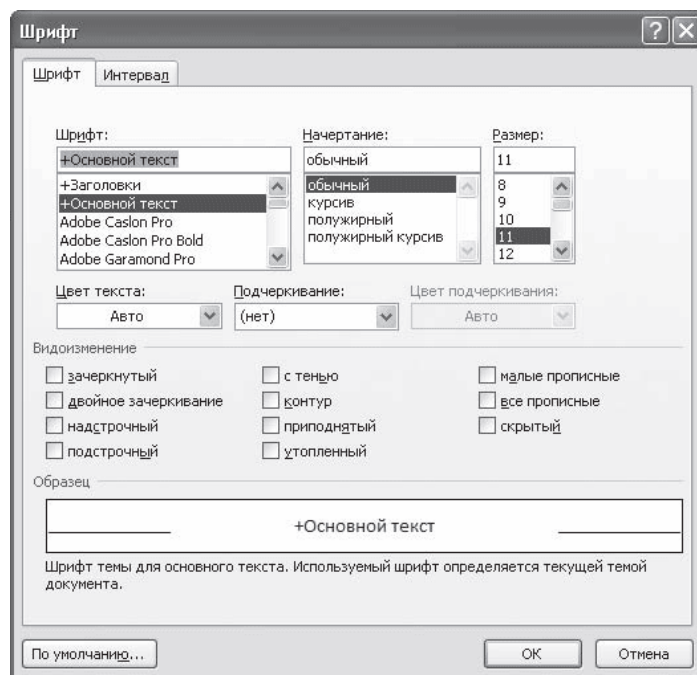 Шрифт
Шрифт Интервал
Шрифт: Начертание: Размер:
+Основной текст обычный 11
+Заголовки обычный 8
+Основной текст курсив 9
Adobe Caslon Pro полужирный 10
Adobe Caslon Pro Bold полужирный курсив 11
Adobe Garamond Pro 12
Цвет текста: Подчеркивание: Цвет подчеркивания:
Авто (нет) Авто
Видоизменение
зачеркнутый с тенью малые прописные
двойное зачеркивание контур все прописные
надстрочный приподнятый скрытый
подстрочный утопленный
Образец
+Основной текст
Шрифт темы для основного текста. Используемый шрифт определяется текущей темой
документа.
По умолчанию... ОК Отмена